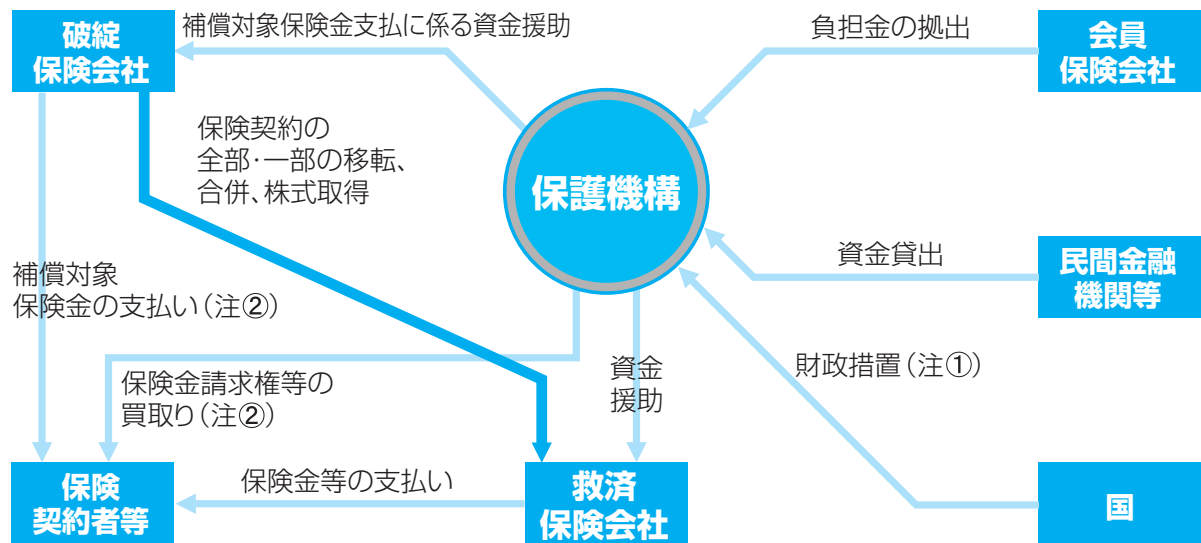 破綻
保険会社
補償対象保険金支払に係る資金援助
負担金の拠出
会員
保険会社
保険契約の
全部・一部の移転、
合併、株式取得
保護機構
補償対象
保険金の支払い(注②)
資金貸出
民間金融
機関等
保険金請求権等の
買取り(注②)
資金
援助
財政措置(注①)
保険
契約者等
保険金等の支払い
救済
保険会社
国